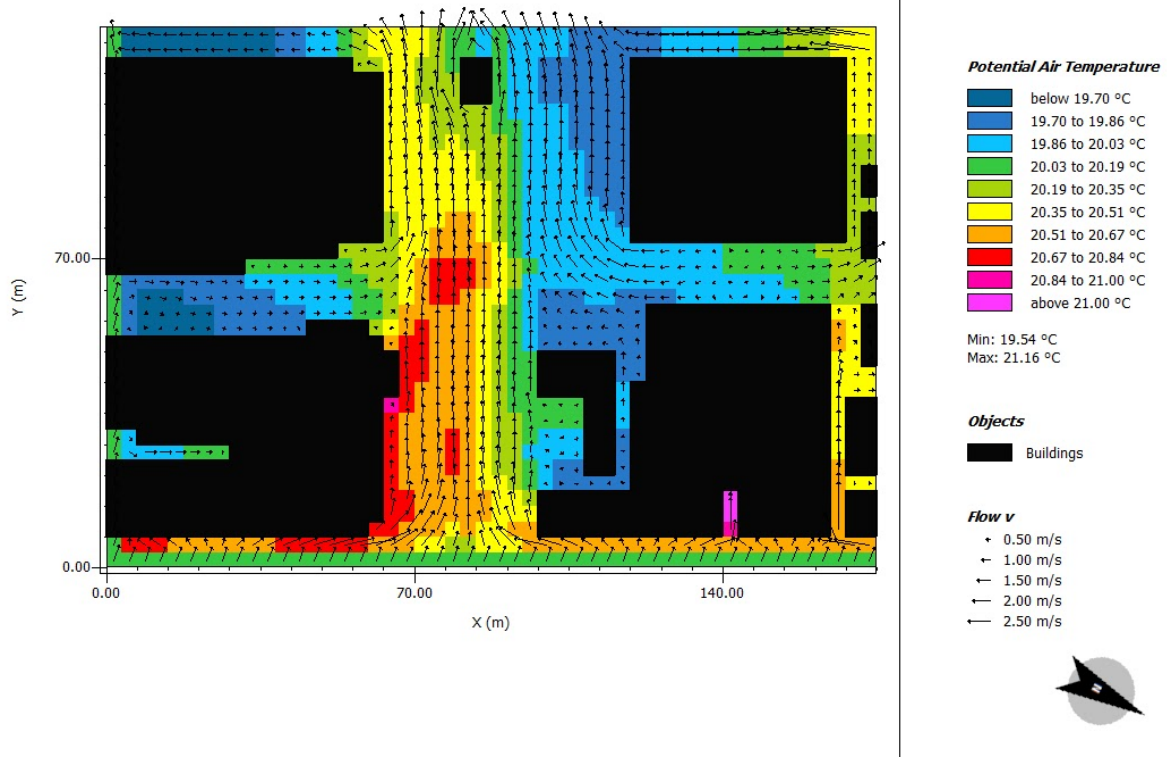 Potential Air Temperature
below 19.70 °C
19.70 to 19.86 °C
19.86 to 20.03 °C
20.03 to 20.19 °C
20.19 to 20.35 °C
20.35 to 20.51 °C
20.51 to 20.67 °C
20.67 to 20.84 °C
20.84 to 21.00 °C
above 21.00 °C
Min: 19.54 °C
Max: 21.16 °C
Objects
Buildings
Flow v
0.50 m/s
1.00 m/s
1.50 m/s
2.00 m/s
2.50 m/s
N
70.00
Y (m)
0.00
0.00
70.00
140.00
X (m)